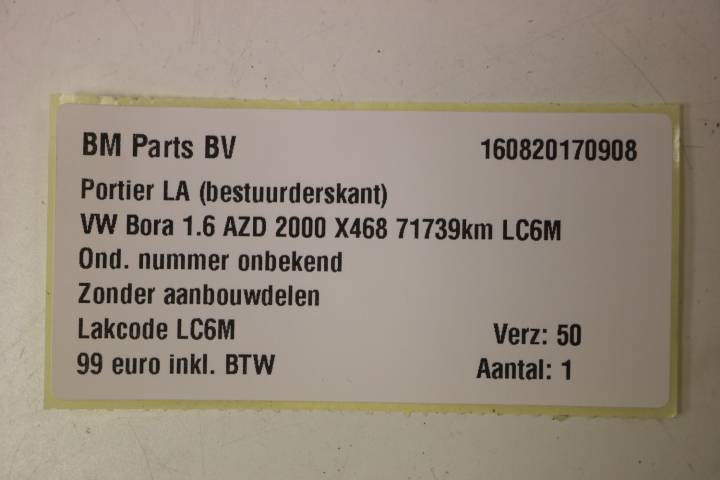 BM Parts BV 160820170908
Portier LA (bestuurderskant)
VW Bora 1.6 AZD 2000 X468 71739km LC6M
Ond. nummer onbekend
Zonder aanbouwdelen
Lakcode LC6M Verz: 50
99 euro inkl. BTW Aantal: 1